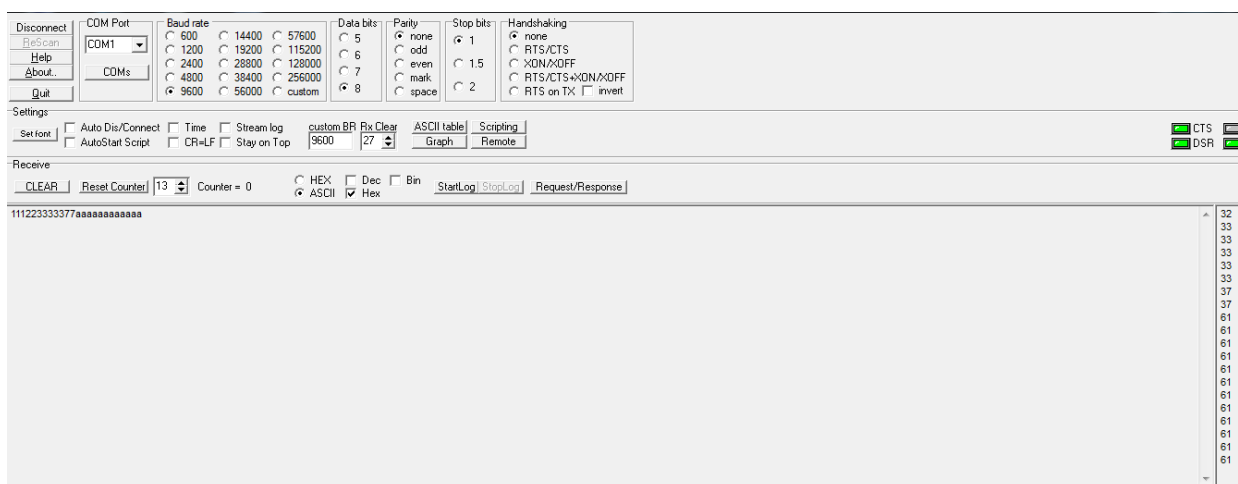 Disconnect
ReScan
Help
About..
Quit
COM Port
COM1
COMs
Baud rate
600 14400 57600
1200 19200 115200
2400 28800 128000
4800 38400 256000
9600 56000 custom
Data bits
5
6
7
8
Parity
none
odd
even
mark
space
Stop bits
1
1.5
2
Handshaking
none
RTS/CTS
XON/XOFF
RTS/CTS+XON/XOFF
RTS on TX invert
Settings
Set font
Auto Dis/Connect Time Stream log
AutoStart Script CR=LF Stay on Top
custom BR Rx Clear
9600 27
ASCII table Scripting
Graph Remote
CTS
DSR
Receive
CLEAR Reset Counter 13 Counter = 0
HEX Dec Bin
ASCII Hex
StartLog StopLog Request/Response
111223333377aaaaaaaaaaaa
32
33
33
33
33
33
37
37
61
61
61
61
61
61
61
61
61
61
61
61